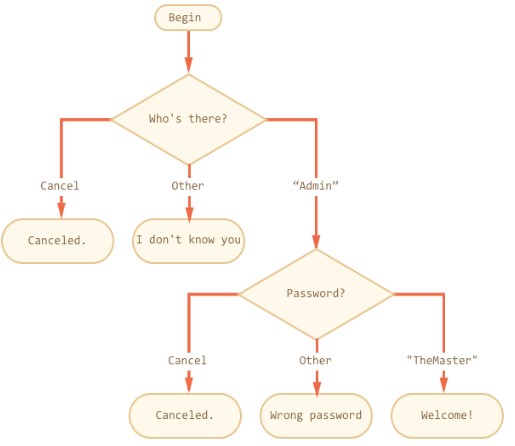 Begin
Who's there?
Cancel
Other
“Admin”
Canceled.
I don't know you
Password?
Cancel
Other
"TheMaster"
Canceled.
Wrong password
Welcome!